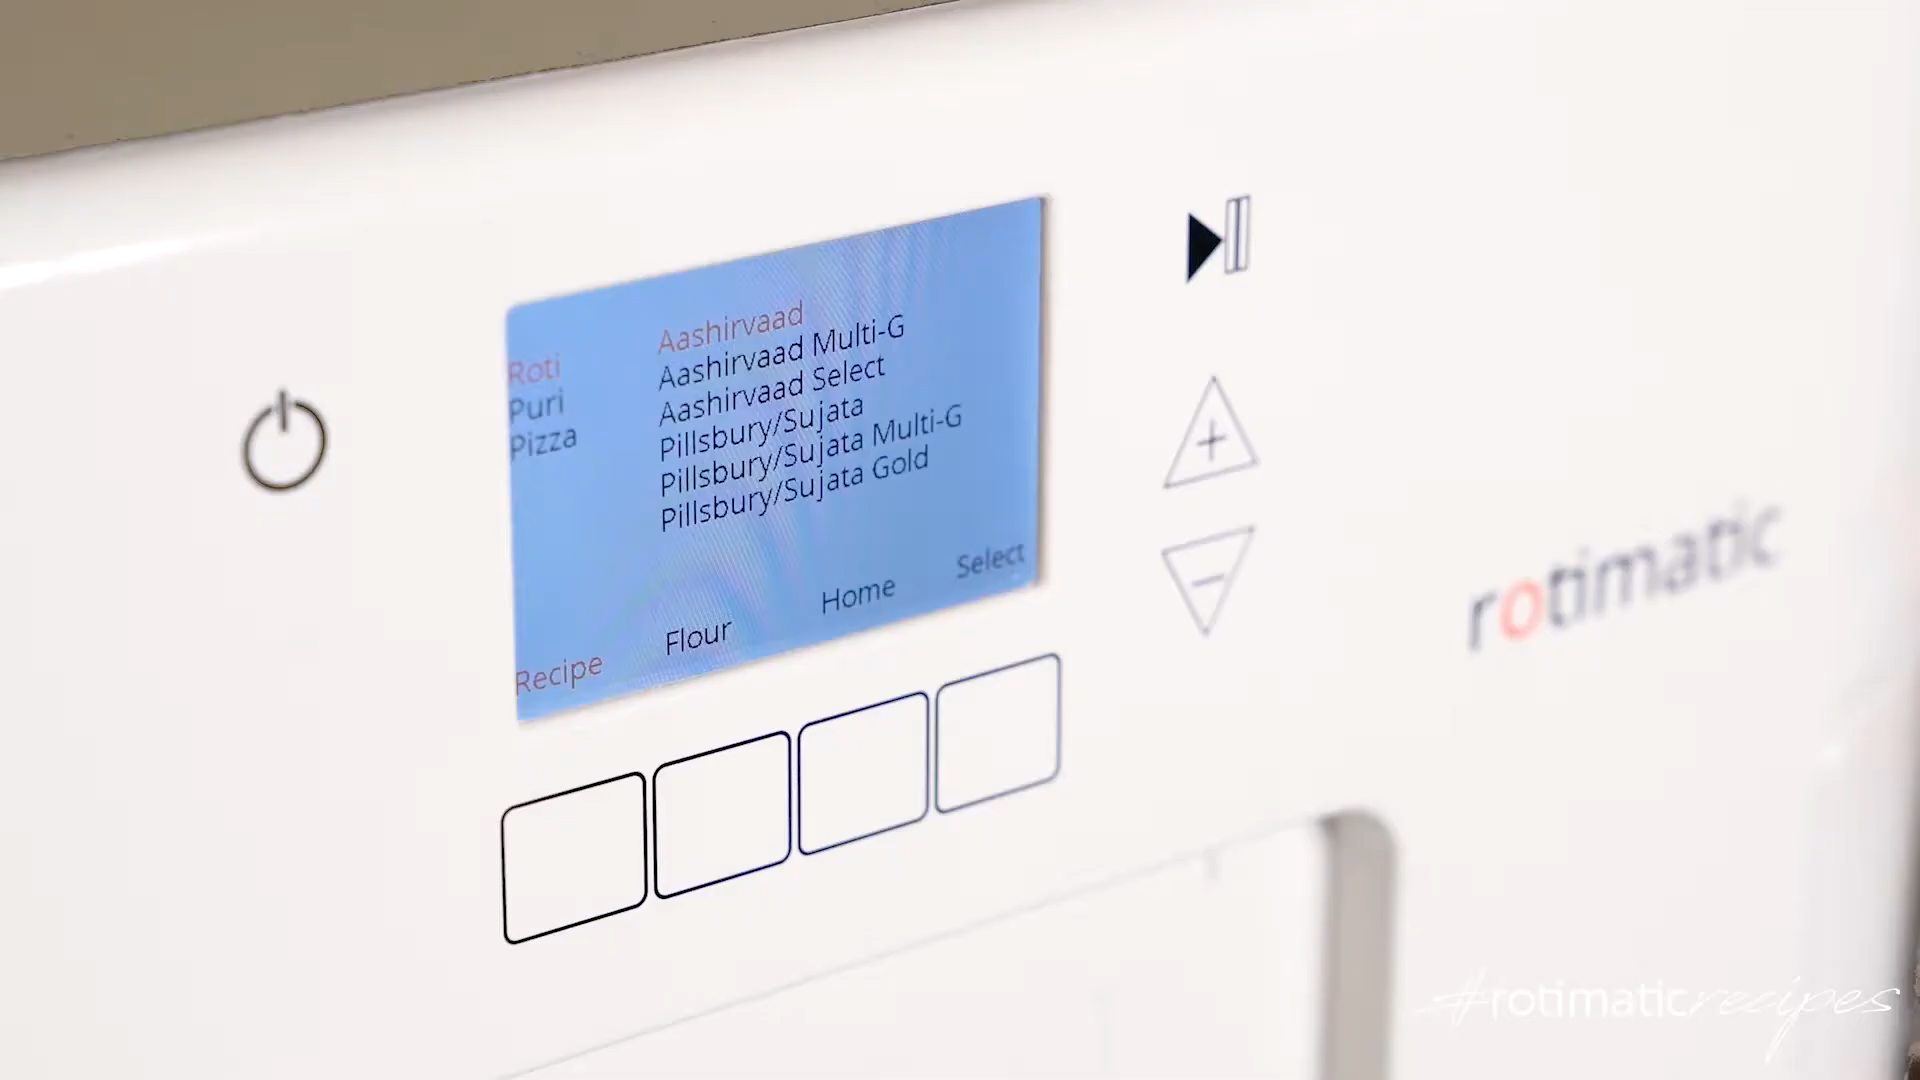 Roti
Puri
Pizza
Aashirvaad
Aashirvaad Multi-G
Aashirvaad Select
Pillsbury/Sujata
Pillsbury/Sujata Multi-G
Pillsbury/Sujata Gold
Recipe
Flour
Home
Select
rotimatic
#rotimaticrecipes